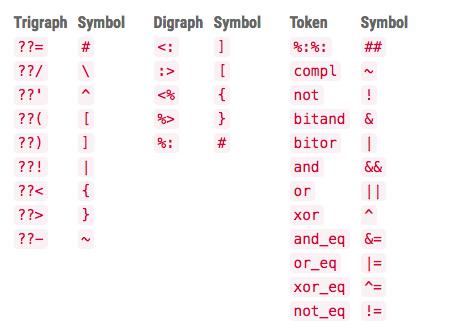 Trigraph Symbol Digraph Symbol Token Symbol
??= # <: ] %:%: ##
??/ \ :> [ compl ~
??' ^ <% { not !
??( [ %> } bitand &
??) ] %: # bitor |
??! | and &&
??< { or ||
??> } xor ^
??- ~ and_eq &=
or_eq |=
xor_eq ^=
not_eq !=